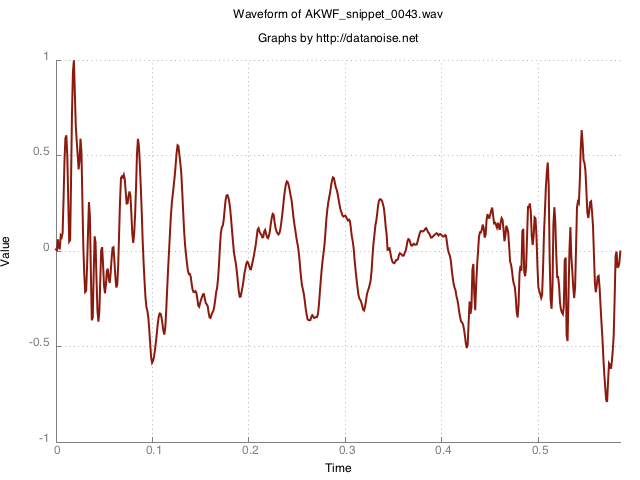 Waveform of AKWF_snippet_0043.wav
Graphs by http://datanoise.net
1
0.5
0
-0.5
-1
Value
0 0.1 0.2 0.3 0.4 0.5
Time